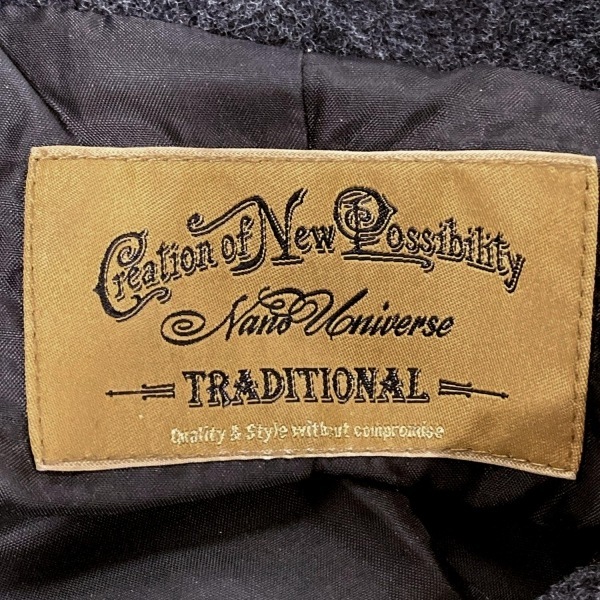 Creation of New Possibility
Nano Universe
TRADITIONAL
Quality & Style without compromise